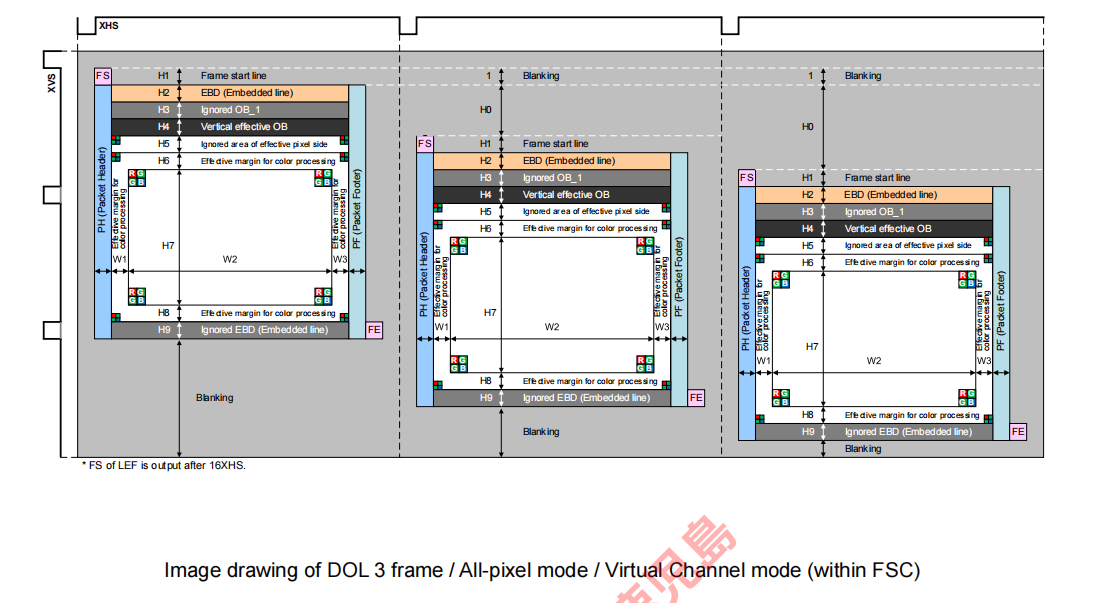 XHS
XVS
FS H1 Frame start line
H2 EBD (Embedded line)
H3 Ignored OB_1
H4 Vertical effective OB
H5 Ignored area of effective pixel side
H6 Effective margin for color processing
R G R G
G B G B
PH (Packet Header)
Effective margin for
color processing
H7
Effective margin for
color processing
PF (Packet Footer)
W1 W2 W3
R G R G
G B G B
H8 Effective margin for color processing
H9 Ignored EBD (Embedded line) FE
Blanking
1 Blanking
H0
FS H1 Frame start line
H2 EBD (Embedded line)
H3 Ignored OB_1
H4 Vertical effective OB
H5 Ignored area of effective pixel side
H6 Effective margin for color processing
R G R G
G B G B
PH (Packet Header)
Effective margin for
color processing
H7
Effective margin for
color processing
PF (Packet Footer)
W1 W2 W3
R G R G
G B G B
H8 Effective margin for color processing
H9 Ignored EBD (Embedded line) FE
Blanking
1 Blanking
H0
FS H1 Frame start line
H2 EBD (Embedded line)
H3 Ignored OB_1
H4 Vertical effective OB
H5 Ignored area of effective pixel side
H6 Effective margin for color processing
R G R G
G B G B
PH (Packet Header)
Effective margin for
color processing
H7
Effective margin for
color processing
PF (Packet Footer)
W1 W2 W3
R G R G
G B G B
H8 Effective margin for color processing
H9 Ignored EBD (Embedded line) FE
Blanking
* FS of LEF is output after 16XHS.
児島
Image drawing of DOL 3 frame / All-pixel mode / Virtual Channel mode (within FSC)